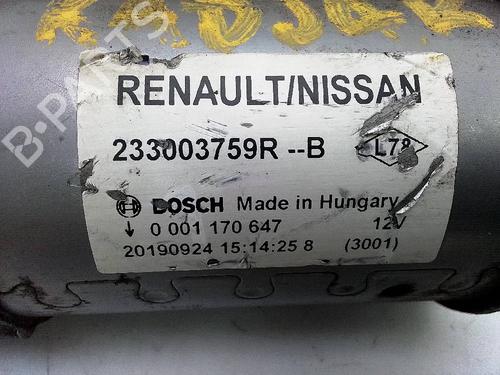 B-PARTS
RENAULT/NISSAN
233003759R --B L78
BOSCH Made in Hungary
0 001 170 647 12V
20190924 15:14:25 8 (3001)